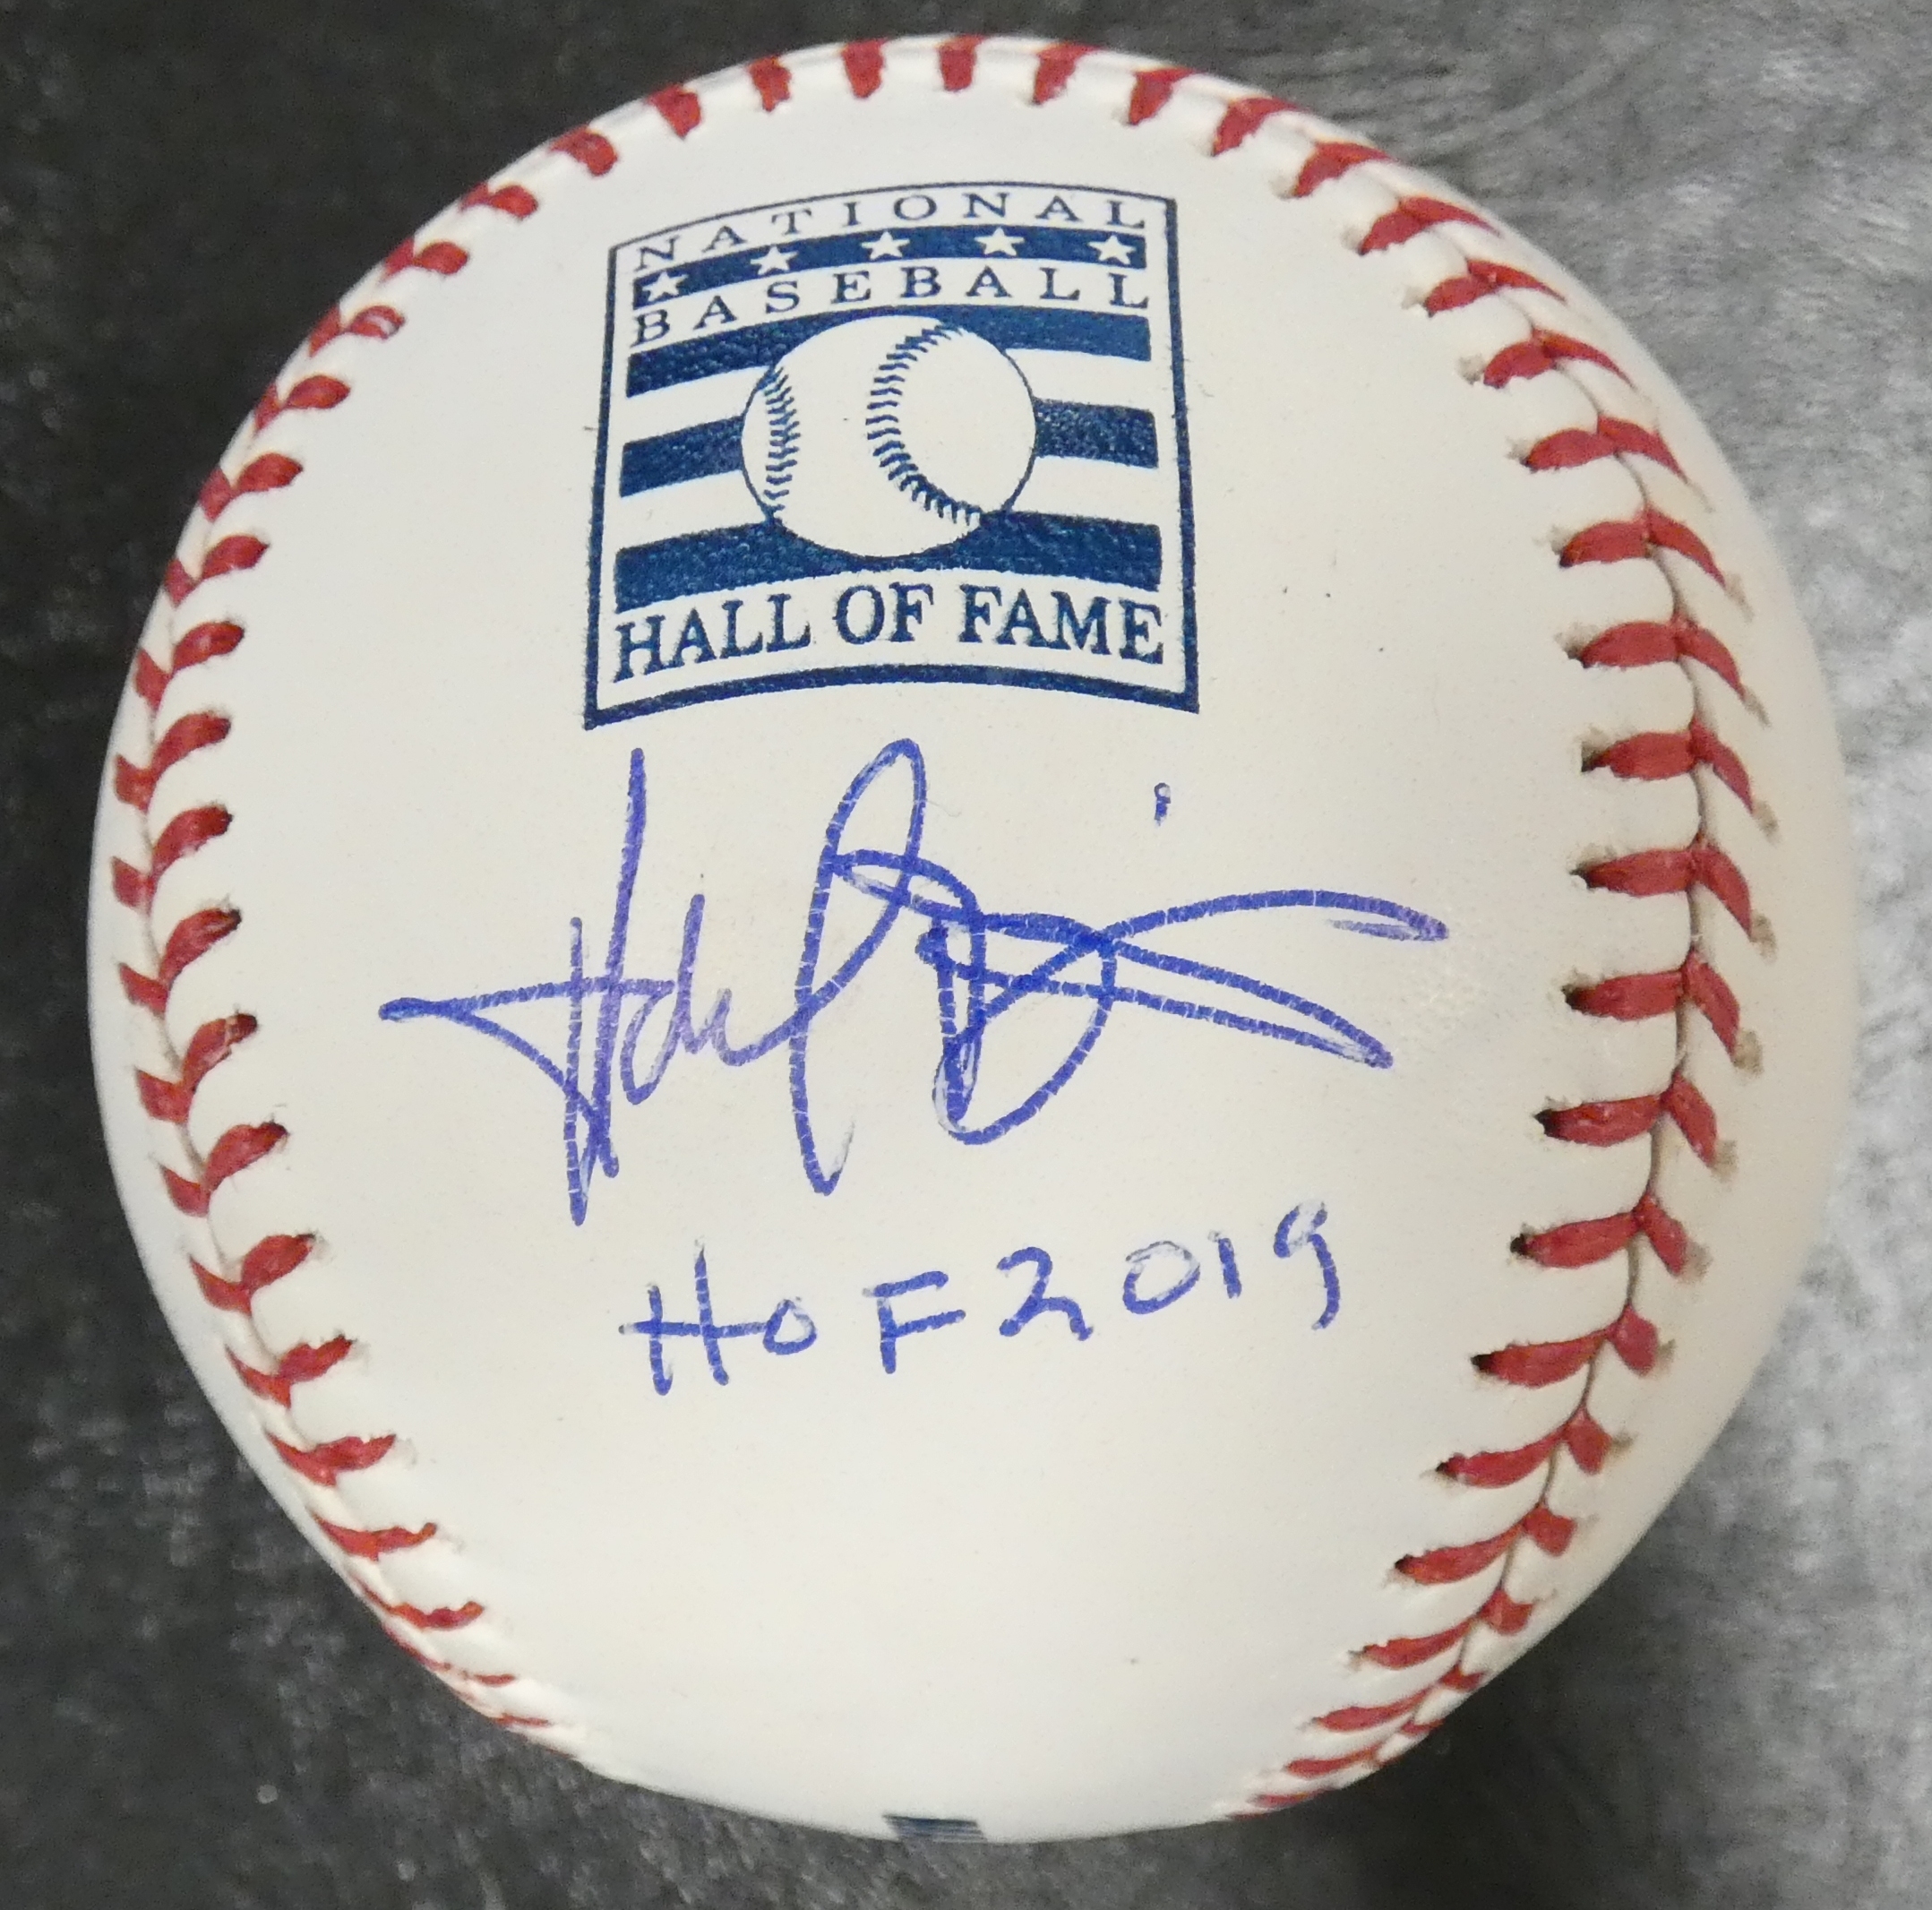 NATIONAL
BASEBALL
HALL OF FAME
HOF 2019